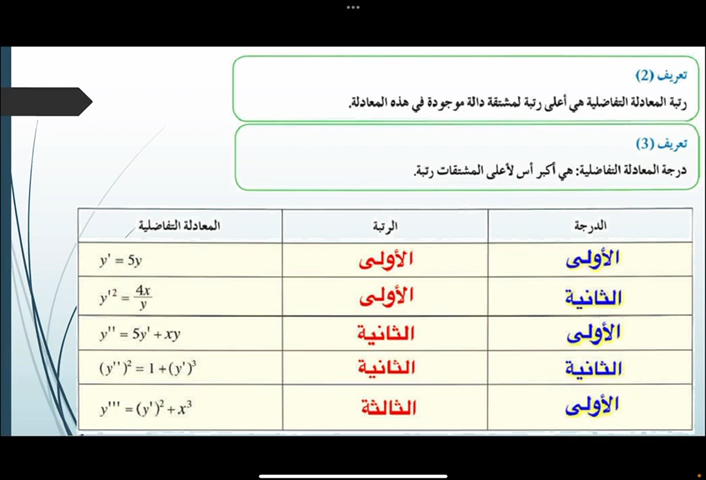 تعريف (2)
رتبة المعادلة التفاضلية هي أعلى رتبة لمشتقة دالة موجودة في هذه المعادلة.
تعريف (3)
درجة المعادلة التفاضلية: هي أكبر أس لأعلى المشتقات رتبة.
الدرجة الرتبة المعادلة التفاضلية
الأولى الأولى y' = 5y
الثانية الأولى y'² = 4x/y
الأولى الثانية y'' = 5y' + xy
الثانية الثانية (y'')² = 1 + (y')³
الأولى الثالثة y''' = (y')² + x³